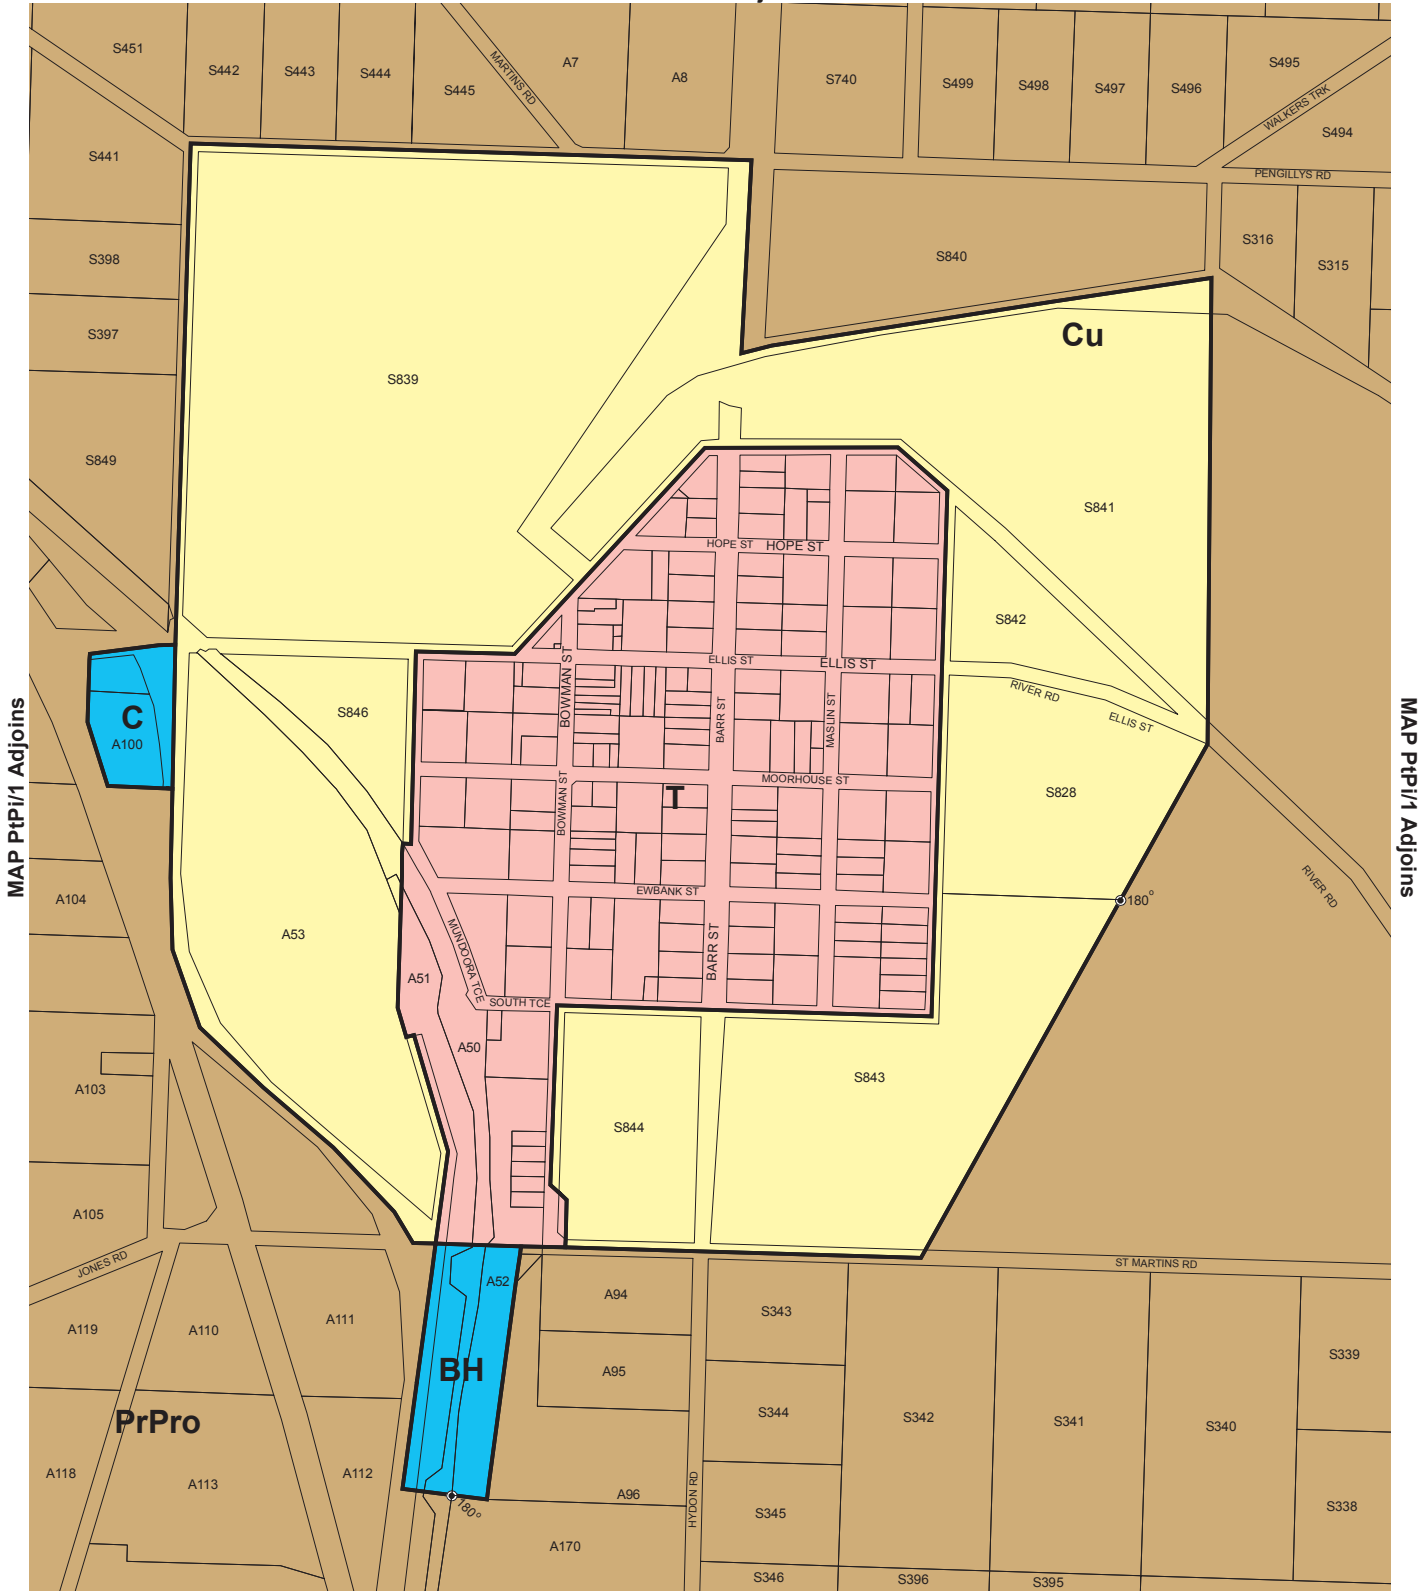 S451
S442
S443
S444
S445
MARTINS RD
A7
A8
S740
S499
S498
S497
S496
S495
WALKERS TRK
S494
S441
PENGILLYS RD
S398
S397
S316
S315
S840
Cu
S839
S849
S841
HOPE ST
HOPE ST
S842
ELLIS ST
ELLIS ST
RIVER RD
ELLIS ST
BOWMAN ST
BARR ST
MASLIN ST
S846
C
A100
MAP PtPi/1 Adjoins
MAP PtPi/1 Adjoins
MOORHOUSE ST
T
BOWMAN ST
S828
EWBANK ST
RIVER RD
180°
A104
A53
MUNDOORA TCE
BARR ST
A51
SOUTH TCE
A50
A103
S843
S844
A105
JONES RD
ST MARTINS RD
A52
A94
S343
A119
A110
A111
S339
BH
A95
PrPro
S344
S342
S341
S340
A118
A113
A112
180°
A96
HYDON RD
S345
S338
A170
S346
S396
S395